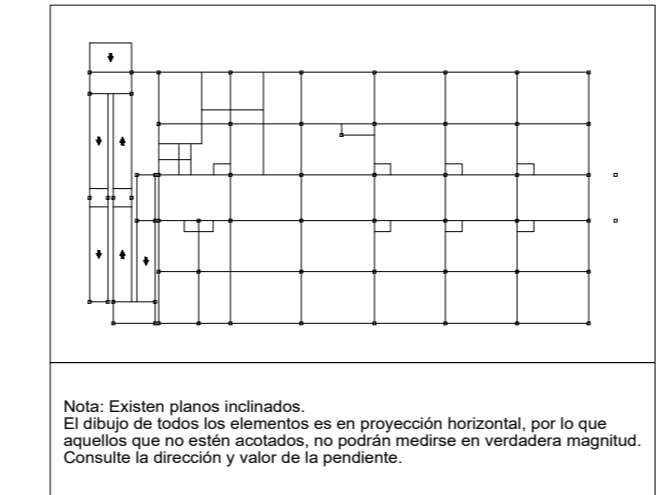 Nota: Existen planos inclinados.
El dibujo de todos los elementos es en proyección horizontal, por lo que
aquellos que no estén acotados, no podrán medirse en verdadera magnitud.
Consulte la dirección y valor de la pendiente.